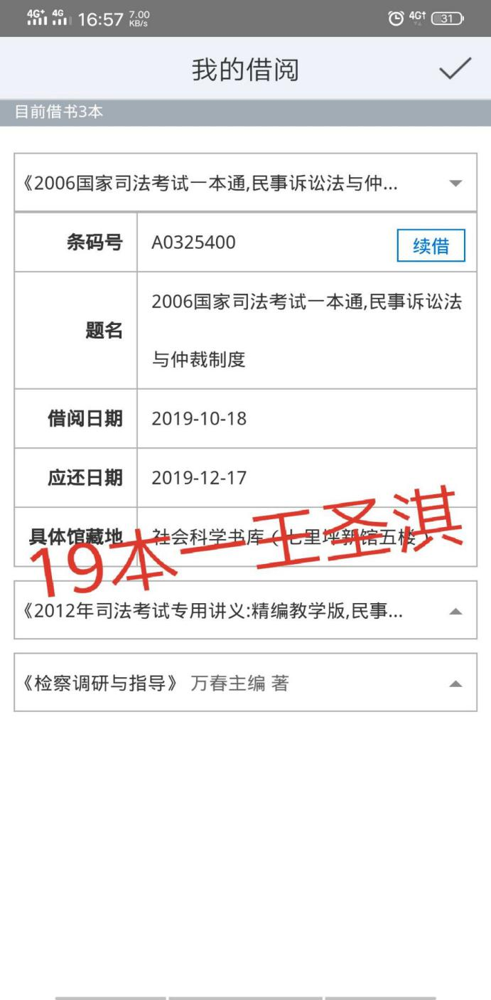 4G+ 4G 16:57 7.00 KB/s 4G↑ 31
我的借阅
目前借书3本
《2006国家司法考试一本通,民事诉讼法与仲...
条码号 A0325400 续借
题名 2006国家司法考试一本通,民事诉讼法
与仲裁制度
借阅日期 2019-10-18
应还日期 2019-12-17
具体馆藏地 社会科学书库(七里坪新馆五楼)
19本一王圣淇
《2012年司法考试专用讲义:精编教学版,民事...
《检察调研与指导》 万春主编 著